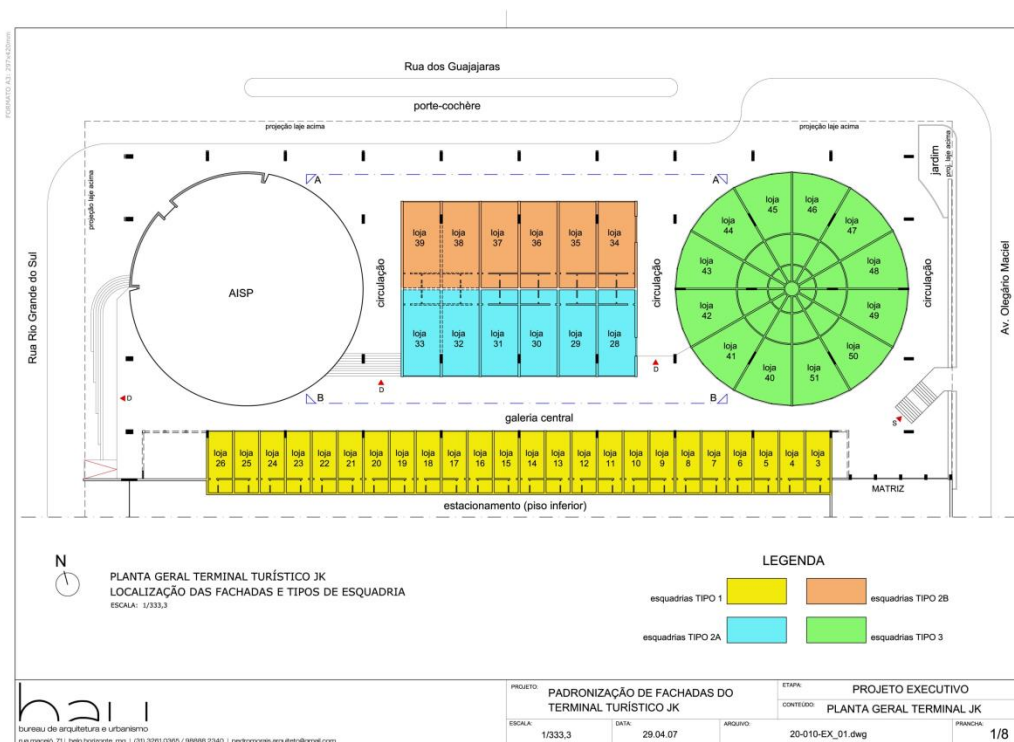 FORMATO A3: 297x420mm
Rua dos Guajajaras
porte-cochère
projeção laje acima
projeção laje acima
projeção laje acima
jardim
proj. laje acima
A
A
loja 45
loja 46
loja 44
loja 47
loja 39
loja 38
loja 37
loja 36
loja 35
loja 34
loja 43
loja 48
Rua Rio Grande do Sul
AISP
circulação
circulação
circulação
Av. Olegário Maciel
loja 42
loja 49
loja 33
loja 32
loja 31
loja 30
loja 29
loja 28
loja 41
loja 50
loja 40
loja 51
D
D
D
S
B
B
galeria central
loja 26
loja 25
loja 24
loja 23
loja 22
loja 21
loja 20
loja 19
loja 18
loja 17
loja 16
loja 15
loja 14
loja 13
loja 12
loja 11
loja 10
loja 9
loja 8
loja 7
loja 6
loja 5
loja 4
loja 3
MATRIZ
estacionamento (piso inferior)
N
PLANTA GERAL TERMINAL TURÍSTICO JK
LOCALIZAÇÃO DAS FACHADAS E TIPOS DE ESQUADRIA
ESCALA: 1/333,3
LEGENDA
esquadrias TIPO 1
esquadrias TIPO 2B
esquadrias TIPO 2A
esquadrias TIPO 3
bau
bureau de arquitetura e urbanismo
PROJETO:
PADRONIZAÇÃO DE FACHADAS DO
TERMINAL TURÍSTICO JK
ETAPA:
PROJETO EXECUTIVO
CONTEÚDO:
PLANTA GERAL TERMINAL JK
ESCALA:
1/333,3
DATA:
29.04.07
ARQUIVO:
20-010-EX_01.dwg
PRANCHA:
1/8